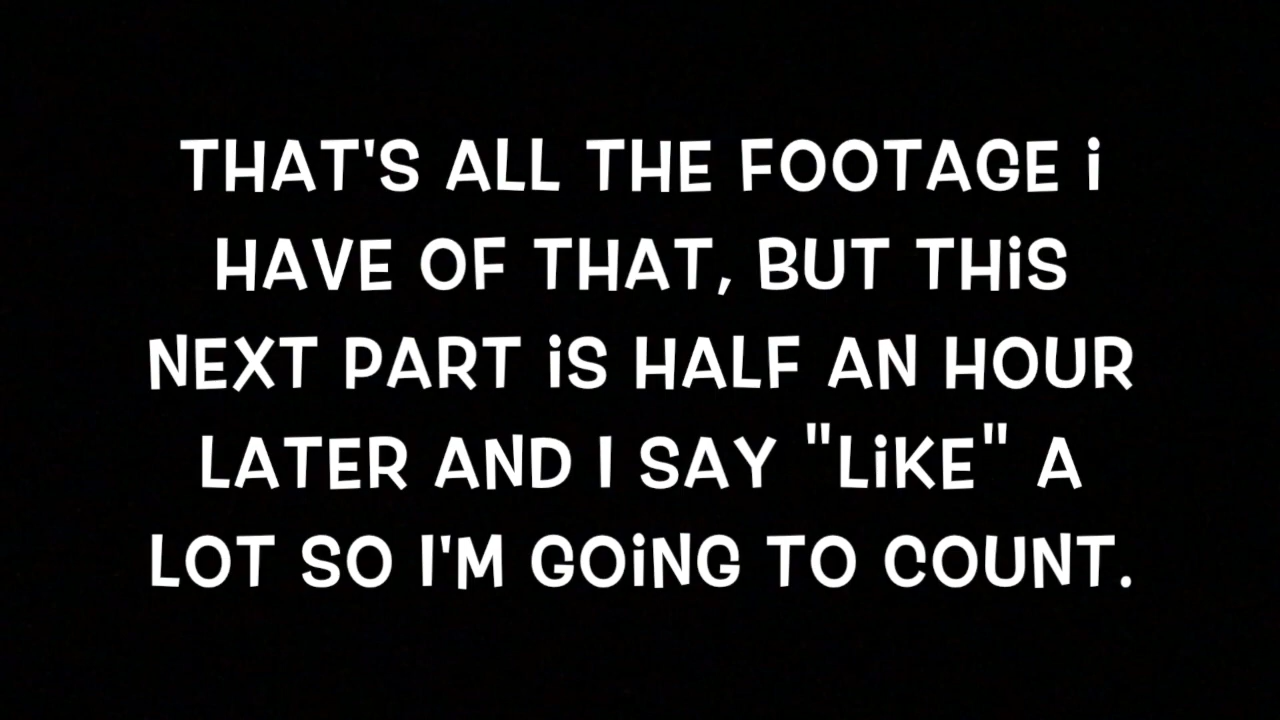 THAT'S ALL THE FOOTAGE i
HAVE OF THAT, BUT THiS
NEXT PART iS HALF AN HOUR
LATER AND I SAY "LiKE" A
LOT SO I'M GOiNG TO COUNT.